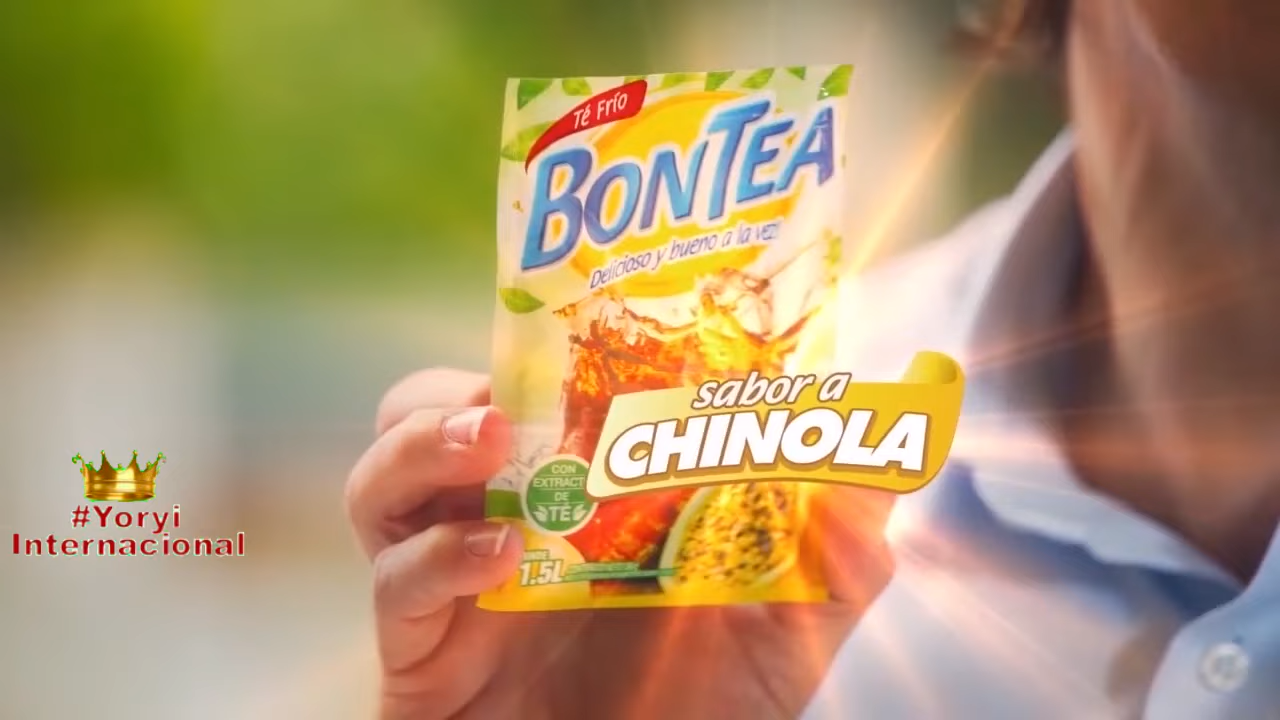 Té Frío
BONTEA
Delicioso y bueno a la vez!
sabor a
CHINOLA
CON
EXTRACT
DE
TÉ
1.5L
#Yoryi
Internacional